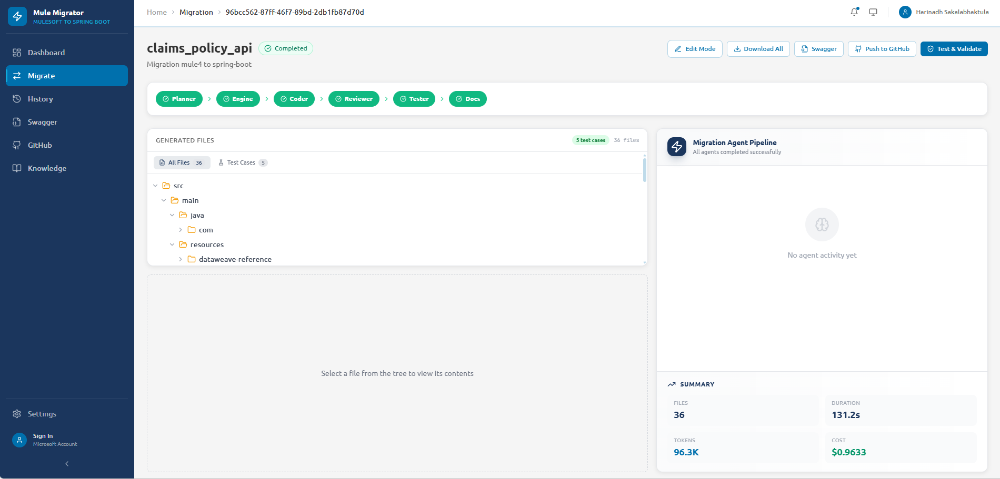 Mule Migrator
MULESOFT TO SPRING BOOT
Dashboard
Migrate
History
Swagger
GitHub
Knowledge
Settings
Sign In
Microsoft Account
Home > Migration > 96bcc562-87ff-46f7-89bd-2db1fb87d70d
Harinadh Sakalabhaktula
claims_policy_api Completed
Migration mule4 to spring-boot
Edit Mode Download All Swagger Push to GitHub Test & Validate
Planner > Engine > Coder > Reviewer > Tester > Docs
GENERATED FILES 5 test cases 36 files
All Files 36 Test Cases 5
src
main
java
com
resources
dataweave-reference
Select a file from the tree to view its contents
Migration Agent Pipeline
All agents completed successfully
No agent activity yet
SUMMARY
FILES
36
DURATION
131.2s
TOKENS
96.3K
COST
$0.9633